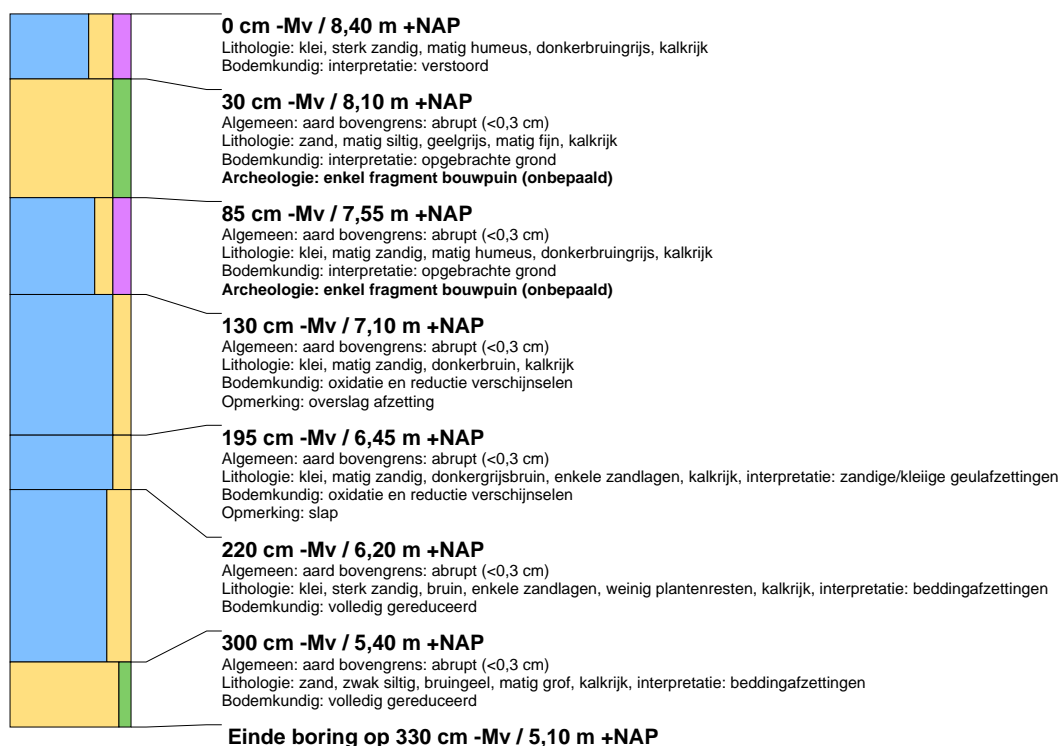 0 cm -Mv / 8,40 m +NAP
Lithologie: klei, sterk zandig, matig humeus, donkerbruingrijs, kalkrijk
Bodemkundig: interpretatie: verstoord
30 cm -Mv / 8,10 m +NAP
Algemeen: aard bovengrens: abrupt (<0,3 cm)
Lithologie: zand, matig siltig, geelgrijs, matig fijn, kalkrijk
Bodemkundig: interpretatie: opgebrachte grond
Archeologie: enkel fragment bouwpuin (onbepaald)
85 cm -Mv / 7,55 m +NAP
Algemeen: aard bovengrens: abrupt (<0,3 cm)
Lithologie: klei, matig zandig, matig humeus, donkerbruingrijs, kalkrijk
Bodemkundig: interpretatie: opgebrachte grond
Archeologie: enkel fragment bouwpuin (onbepaald)
130 cm -Mv / 7,10 m +NAP
Algemeen: aard bovengrens: abrupt (<0,3 cm)
Lithologie: klei, matig zandig, donkerbruin, kalkrijk
Bodemkundig: oxidatie en reductie verschijnselen
Opmerking: overslag afzetting
195 cm -Mv / 6,45 m +NAP
Algemeen: aard bovengrens: abrupt (<0,3 cm)
Lithologie: klei, matig zandig, donkergrijsbruin, enkele zandlagen, kalkrijk, interpretatie: zandige/kleiige geulafzettingen
Bodemkundig: oxidatie en reductie verschijnselen
Opmerking: slap
220 cm -Mv / 6,20 m +NAP
Algemeen: aard bovengrens: abrupt (<0,3 cm)
Lithologie: klei, sterk zandig, bruin, enkele zandlagen, weinig plantenresten, kalkrijk, interpretatie: beddingafzettingen
Bodemkundig: volledig gereduceerd
300 cm -Mv / 5,40 m +NAP
Algemeen: aard bovengrens: abrupt (<0,3 cm)
Lithologie: zand, zwak siltig, bruingeel, matig grof, kalkrijk, interpretatie: beddingafzettingen
Bodemkundig: volledig gereduceerd
Einde boring op 330 cm -Mv / 5,10 m +NAP